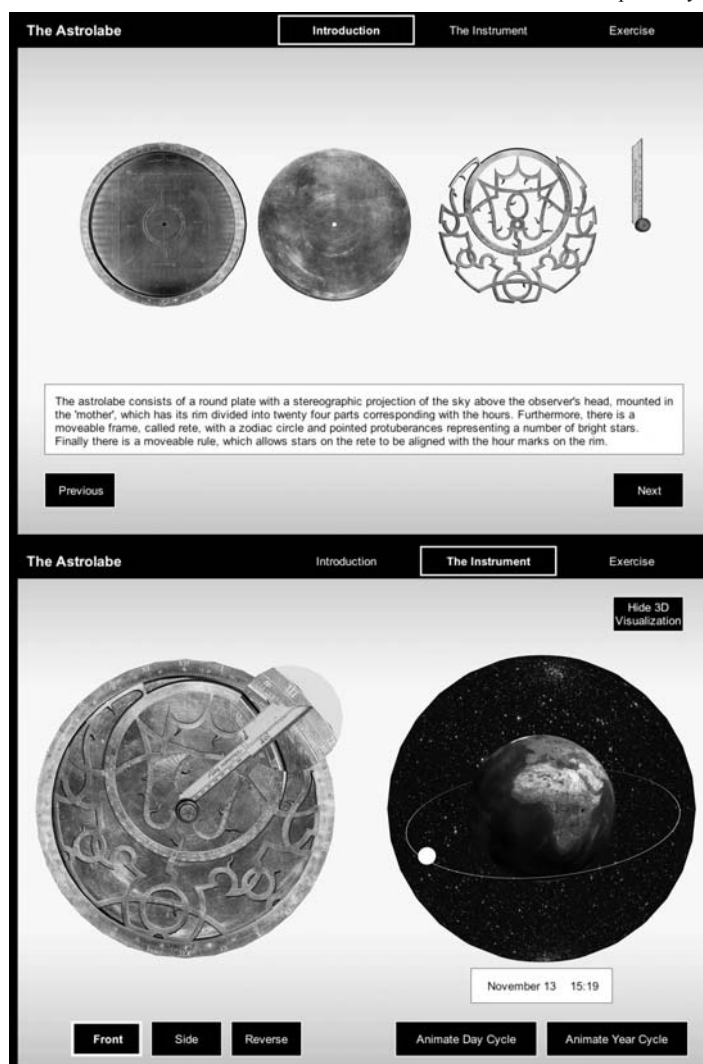 The Astrolabe
Introduction
The Instrument
Exercise
The astrolabe consists of a round plate with a stereographic projection of the sky above the observer's head, mounted in
the 'mother', which has its rim divided into twenty four parts corresponding with the hours. Furthermore, there is a
moveable frame, called rete, with a zodiac circle and pointed protuberances representing a number of bright stars.
Finally there is a moveable rule, which allows stars on the rete to be aligned with the hour marks on the rim.
Previous
Next
The Astrolabe
Introduction
The Instrument
Exercise
Hide 3D
Visualization
November 13 15:19
Front
Side
Reverse
Animate Day Cycle
Animate Year Cycle